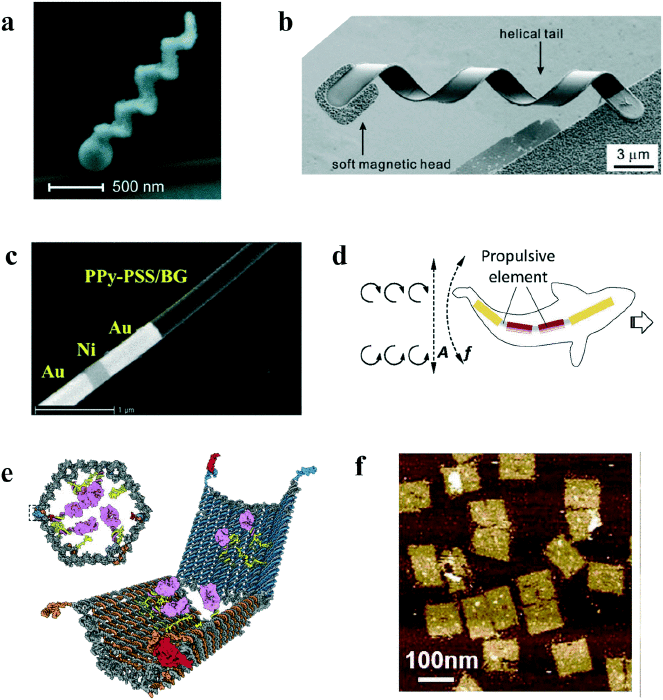 a
500 nm
b
helical tail
soft magnetic head
3 μm
c
PPy-PSS/BG
Au
Ni
Au
1 μm
d
Propulsive
element
A
f
e
f
100nm